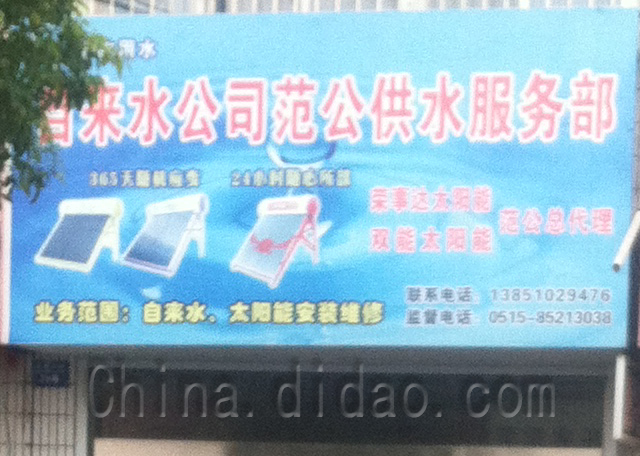 自来水公司范公供水服务部
365天随机应变 24小时随心所欲
荣事达太阳能
双能太阳能
范公总代理
业务范围：自来水、太阳能安装维修
联系电话：13851029476
监督电话：0515-85213038
China.didao.com